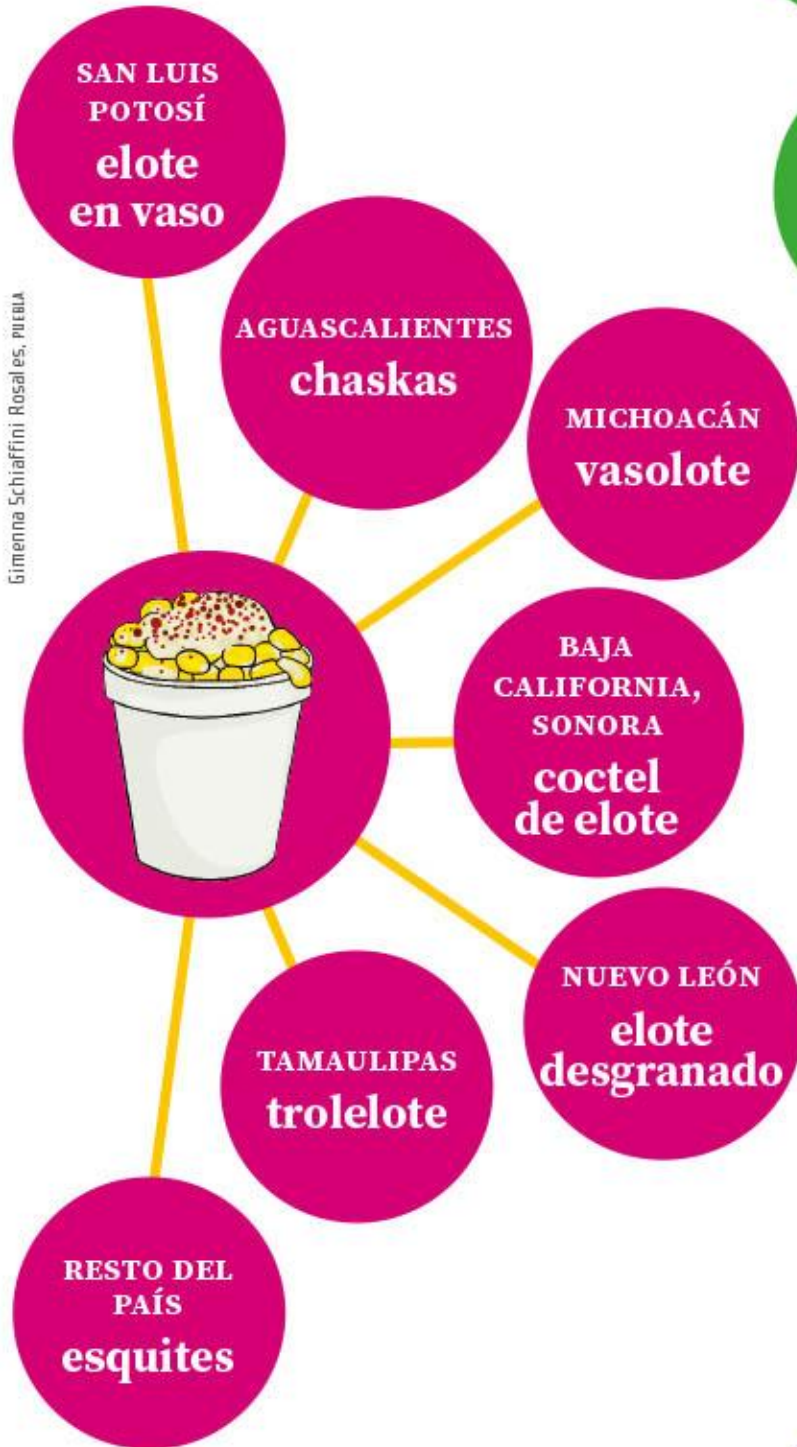 SAN LUIS
POTOSÍ
elote
en vaso
AGUASCALIENTES
chaskas
MICHOACÁN
vasolote
BAJA
CALIFORNIA,
SONORA
coctel
de elote
NUEVO LEÓN
elote
desgranado
TAMAULIPAS
trolelote
RESTO DEL
PAÍS
esquites
Gimenna Schiaffini Rosales, PUEBLA